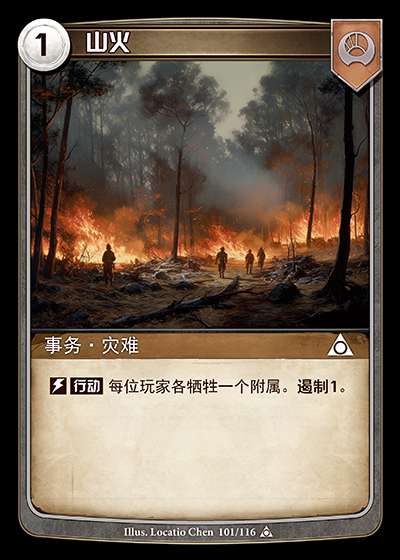 1 山火
事务·灾难
行动 每位玩家各牺牲一个附属。遏制1。
Illus. Locatio Chen 101/116